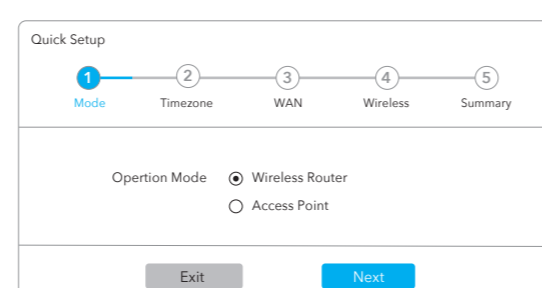 Quick Setup
1 2 3 4 5
Mode Timezone WAN Wireless Summary
Opertion Mode Wireless Router
Access Point
Exit Next